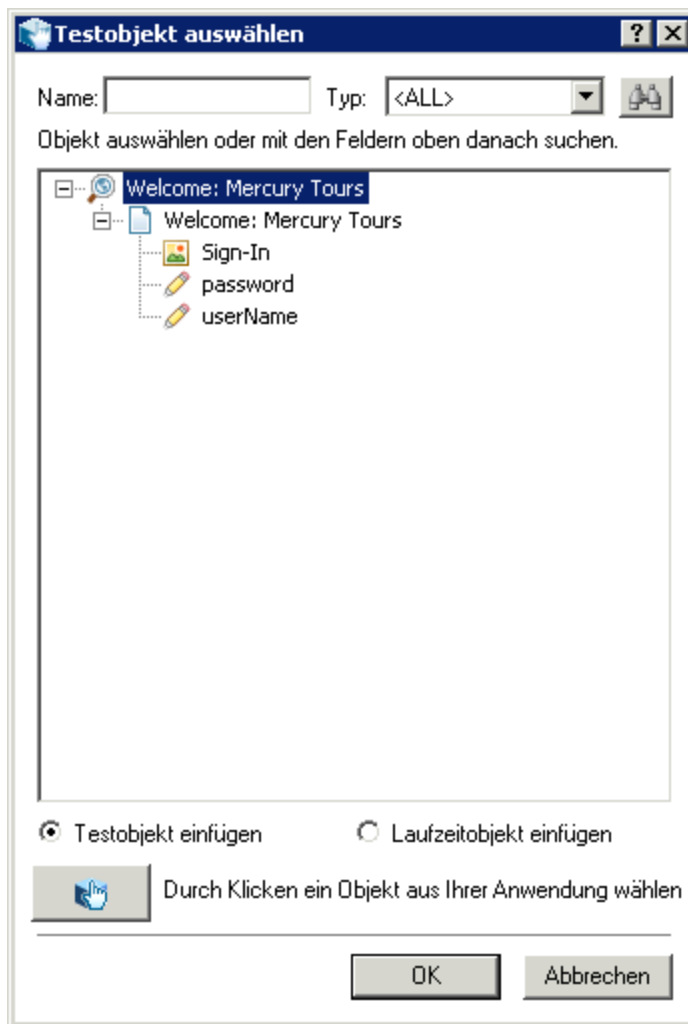 Testobjekt auswählen
Name: Typ: <ALL>
Objekt auswählen oder mit den Feldern oben danach suchen.
Welcome: Mercury Tours
Welcome: Mercury Tours
Sign-In
password
userName
Testobjekt einfügen Laufzeitobjekt einfügen
Durch Klicken ein Objekt aus Ihrer Anwendung wählen
OK Abbrechen